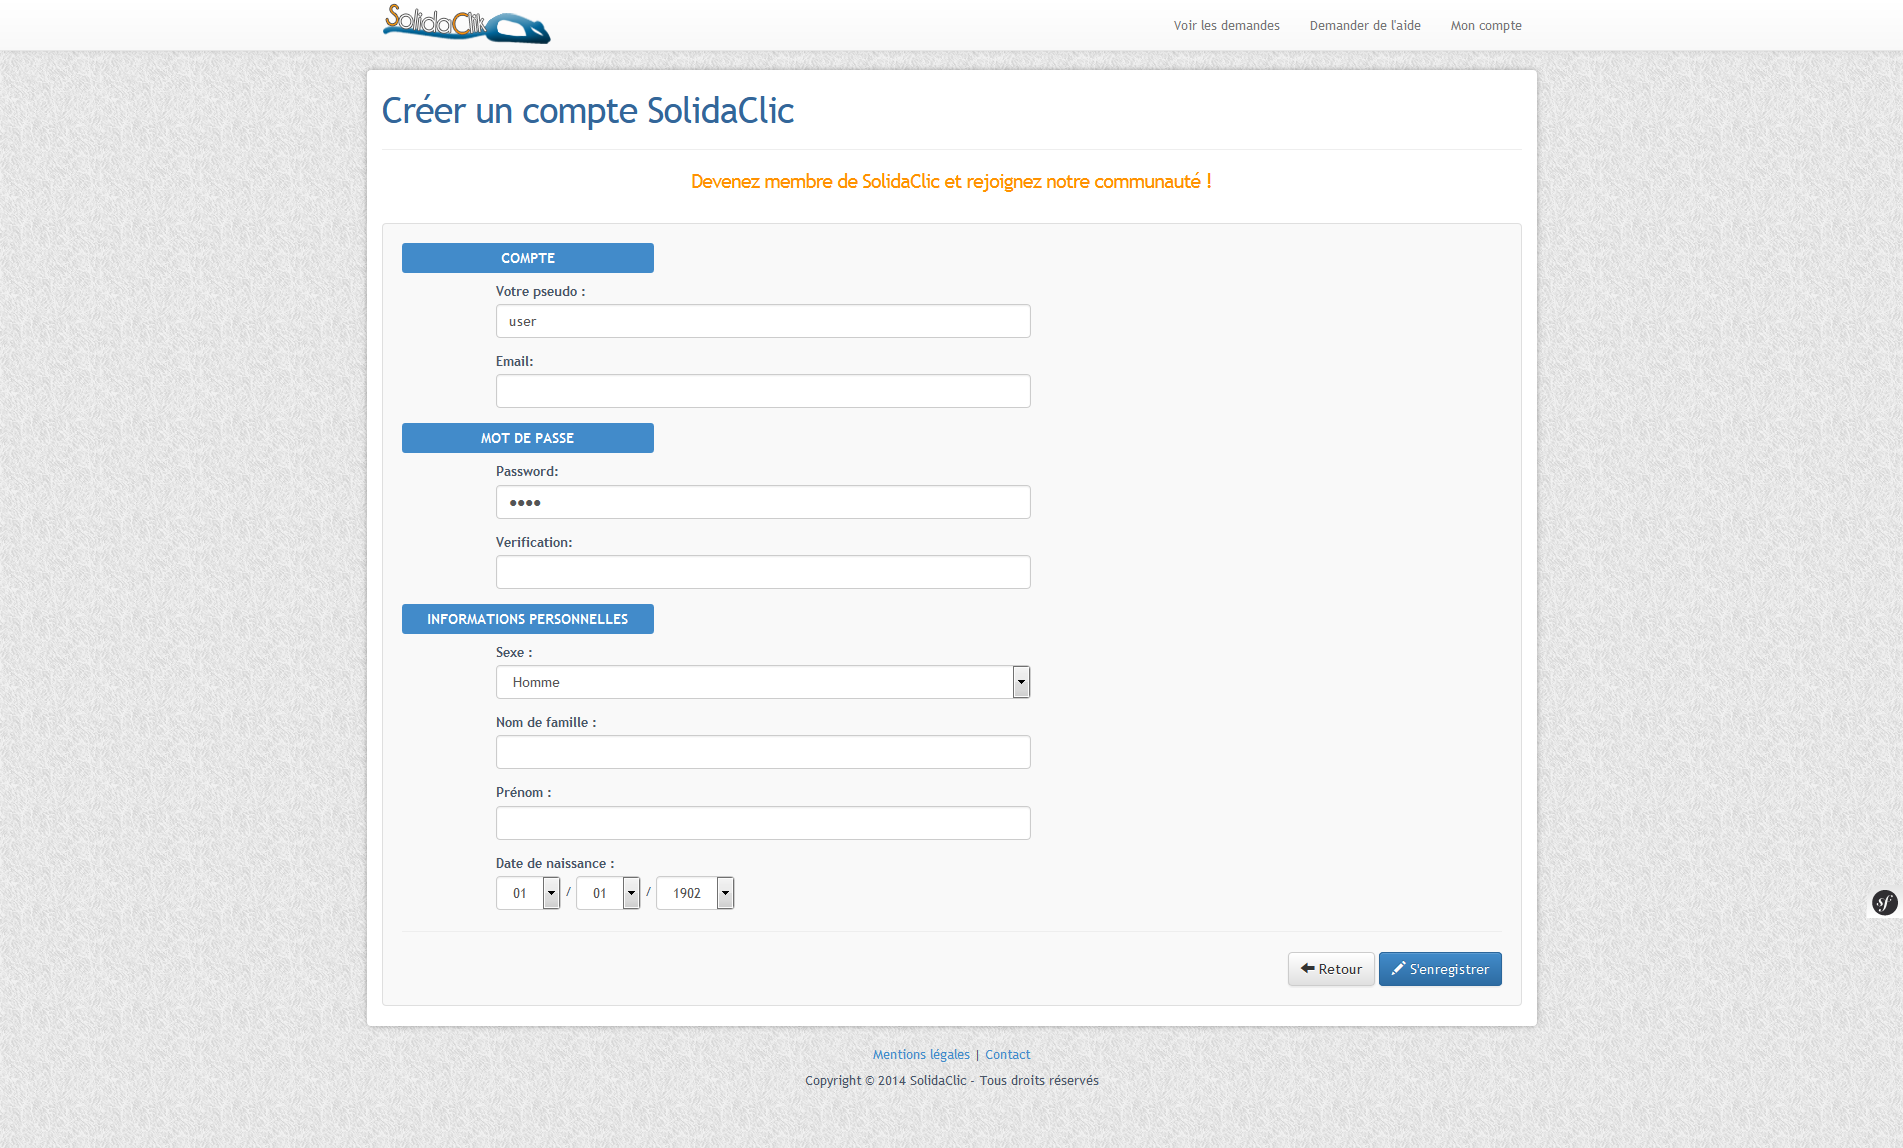 SolidaClik
Voir les demandes Demander de l'aide Mon compte
Créer un compte SolidaClic
Devenez membre de SolidaClic et rejoignez notre communauté !
COMPTE
Votre pseudo :
user
Email:
MOT DE PASSE
Password:
••••
Verification:
INFORMATIONS PERSONNELLES
Sexe :
Homme
Nom de famille :
Prénom :
Date de naissance :
01 / 01 / 1902
Retour S'enregistrer
sf
Mentions légales | Contact
Copyright © 2014 SolidaClic - Tous droits réservés